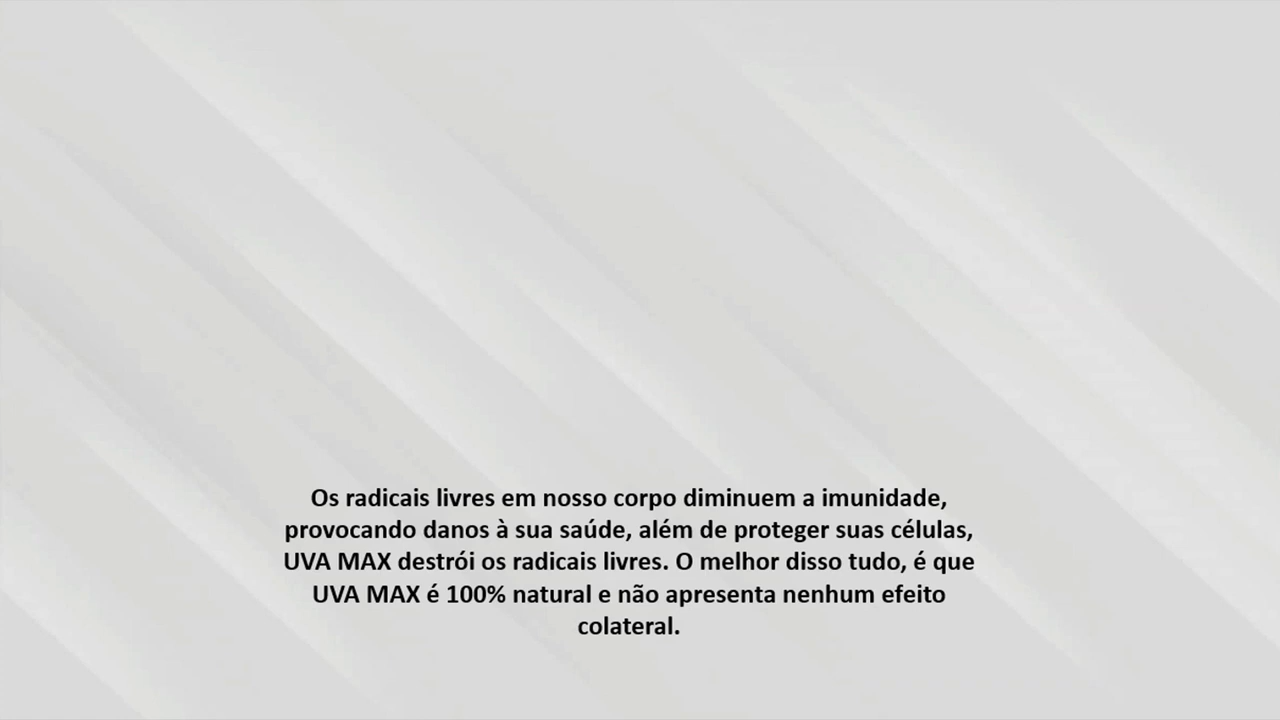 Os radicais livres em nosso corpo diminuem a imunidade,
provocando danos à sua saúde, além de proteger suas células,
UVA MAX destrói os radicais livres. O melhor disso tudo, é que
UVA MAX é 100% natural e não apresenta nenhum efeito
colateral.